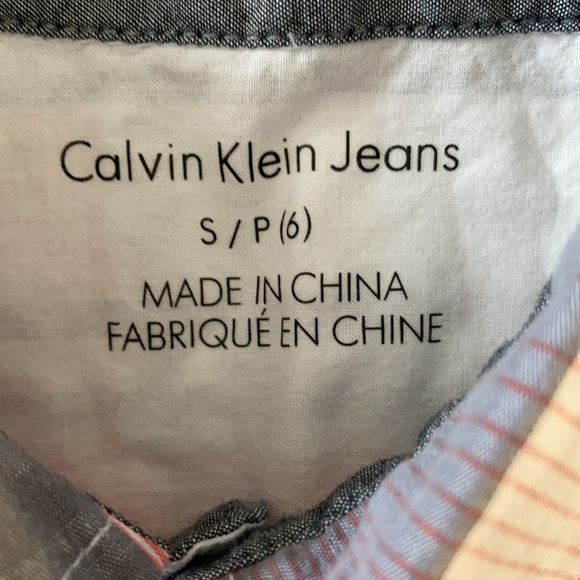 Calvin Klein Jeans
S / P (6)
MADE IN CHINA
FABRIQUÉ EN CHINE